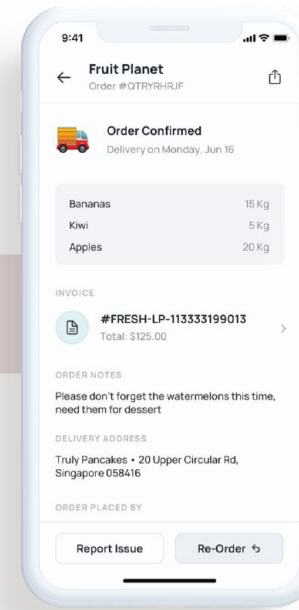 9:41
Fruit Planet
Order #QTRYRHRJF
Order Confirmed
Delivery on Monday, Jun 16
Bananas 15 Kg
Kiwi 5 Kg
Apples 20 Kg
INVOICE
#FRESH-LP-113333199013
Total: $125.00
ORDER NOTES
Please don't forget the watermelons this time,
need them for dessert
DELIVERY ADDRESS
Truly Pancakes • 20 Upper Circular Rd,
Singapore 058416
ORDER PLACED BY
Report Issue
Re-Order